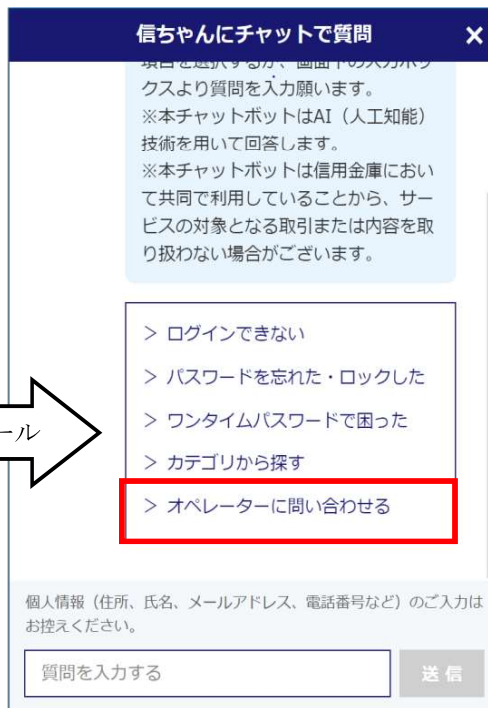 信ちゃんにチャットで質問 ×
項目を選択するか、画面下の入力ボッ
クスより質問を入力願います。
※本チャットボットはAI（人工知能）
技術を用いて回答します。
※本チャットボットは信用金庫におい
て共同で利用していることから、サー
ビスの対象となる取引または内容を取
り扱わない場合がございます。
> ログインできない
> パスワードを忘れた・ロックした
> ワンタイムパスワードで困った
ール
> カテゴリから探す
> オペレーターに問い合わせる
個人情報（住所、氏名、メールアドレス、電話番号など）のご入力は
お控えください。
質問を入力する 送信